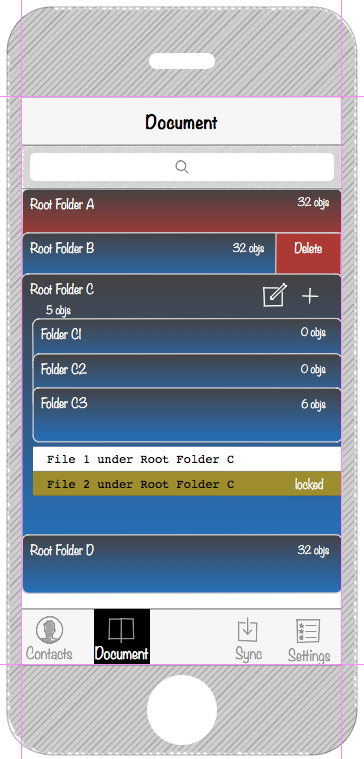 Document
Root Folder A 32 objs
Root Folder B 32 objs Delete
Root Folder C
5 objs
Folder C1 0 objs
Folder C2 0 objs
Folder C3 6 objs
File 1 under Root Folder C
File 2 under Root Folder C locked
Root Folder D 32 objs
Contacts Document Sync Settings